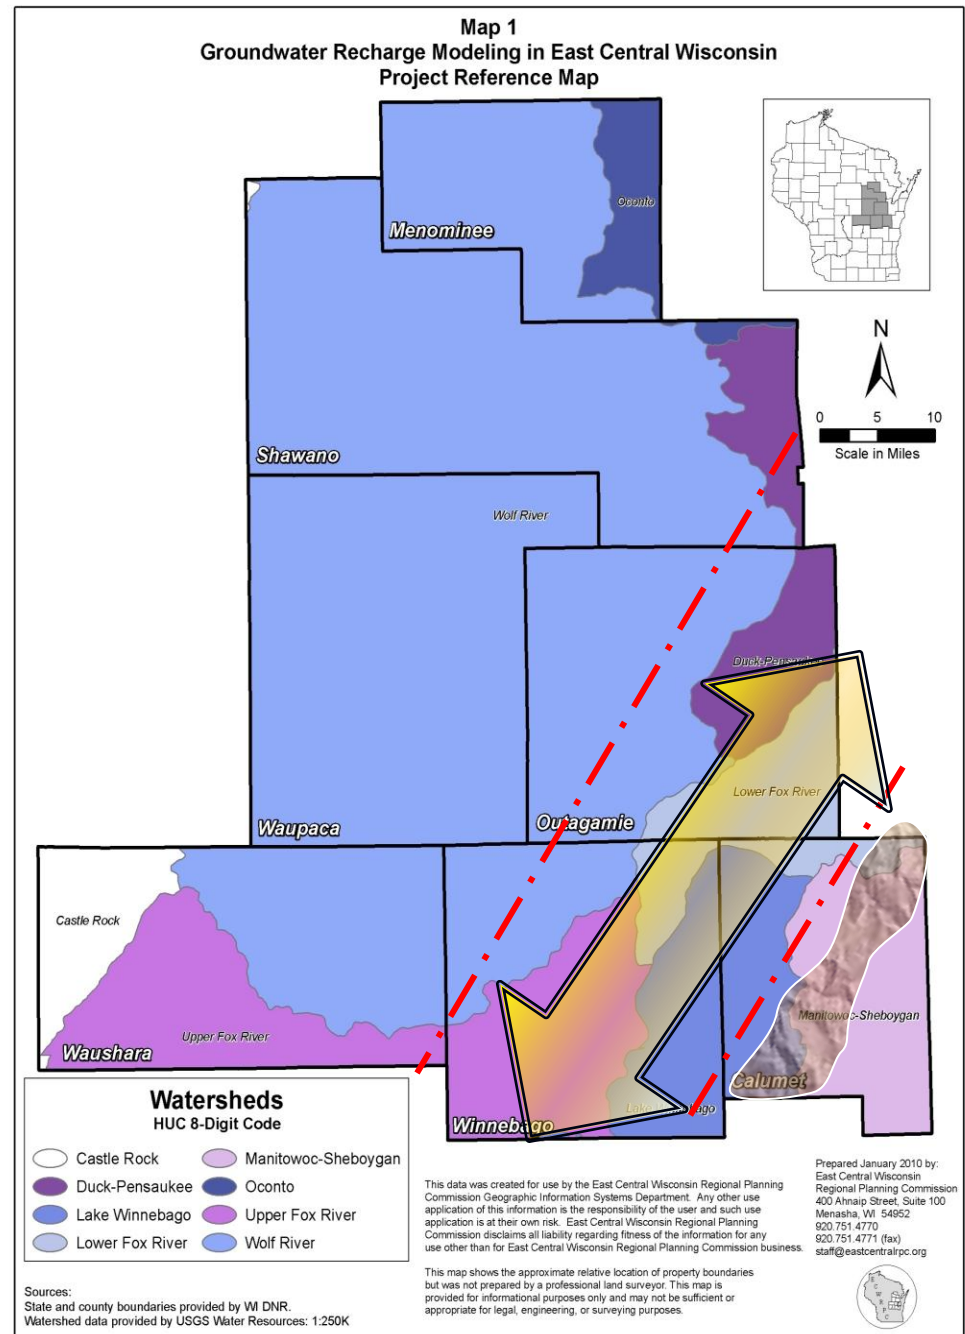 Map 1
Groundwater Recharge Modeling in East Central Wisconsin
Project Reference Map
Oconto
Menominee
N
0 5 10
Scale in Miles
Shawano
Wolf River
Duck-Pensaukee
Lower Fox River
Waupaca
Outagamie
Castle Rock
Manitowoc-Sheboygan
Upper Fox River
Waushara
Calumet
Winnebago
Watersheds
HUC 8-Digit Code
Castle Rock
Manitowoc-Sheboygan
Duck-Pensaukee
Oconto
Lake Winnebago
Upper Fox River
Lower Fox River
Wolf River
This data was created for use by the East Central Wisconsin Regional Planning
Commission Geographic Information Systems Department. Any other use
application of this information is the responsibility of the user and such use
application is at their own risk. East Central Wisconsin Regional Planning
Commission disclaims all liability regarding fitness of the information for any
use other than for East Central Wisconsin Regional Planning Commission business.
This map shows the approximate relative location of property boundaries
but was not prepared by a professional land surveyor. This map is
provided for informational purposes only and may not be sufficient or
appropriate for legal, engineering, or surveying purposes.
Prepared January 2010 by:
East Central Wisconsin
Regional Planning Commission
400 Ahnaip Street, Suite 100
Menasha, WI 54952
920.751.4770
920.751.4771 (fax)
staff@eastcentralrpc.org
Sources:
State and county boundaries provided by WI DNR.
Watershed data provided by USGS Water Resources: 1:250K